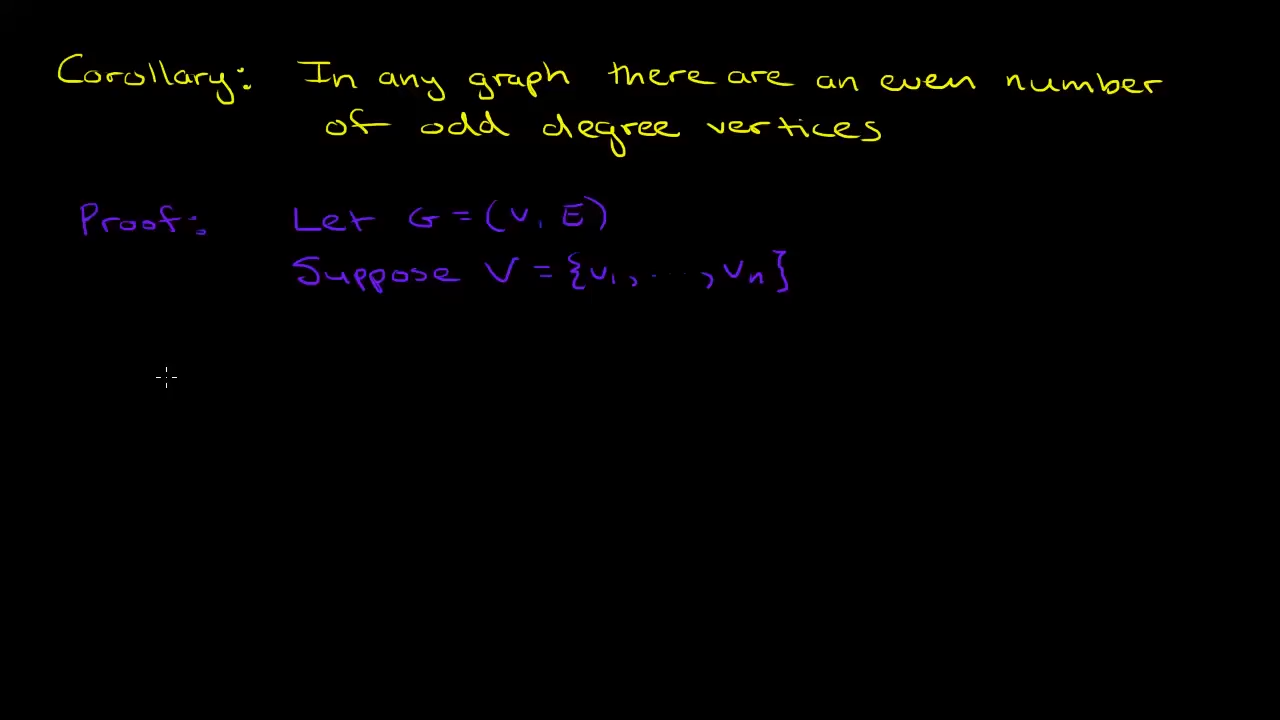 Corollary: In any graph there are an even number
of odd degree vertices
Proof: Let G = (V, E)
Suppose V = {v₁, ..., vₙ}